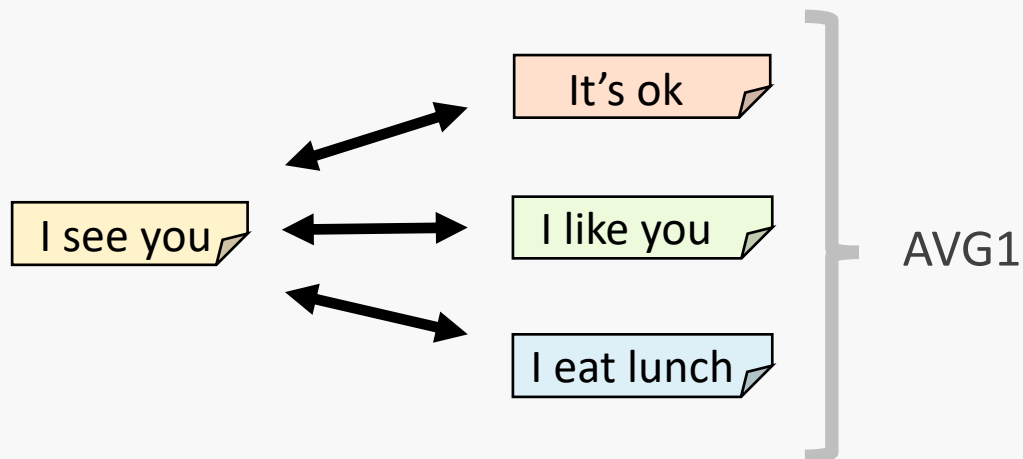 It’s ok
I see you
I like you
AVG1
I eat lunch